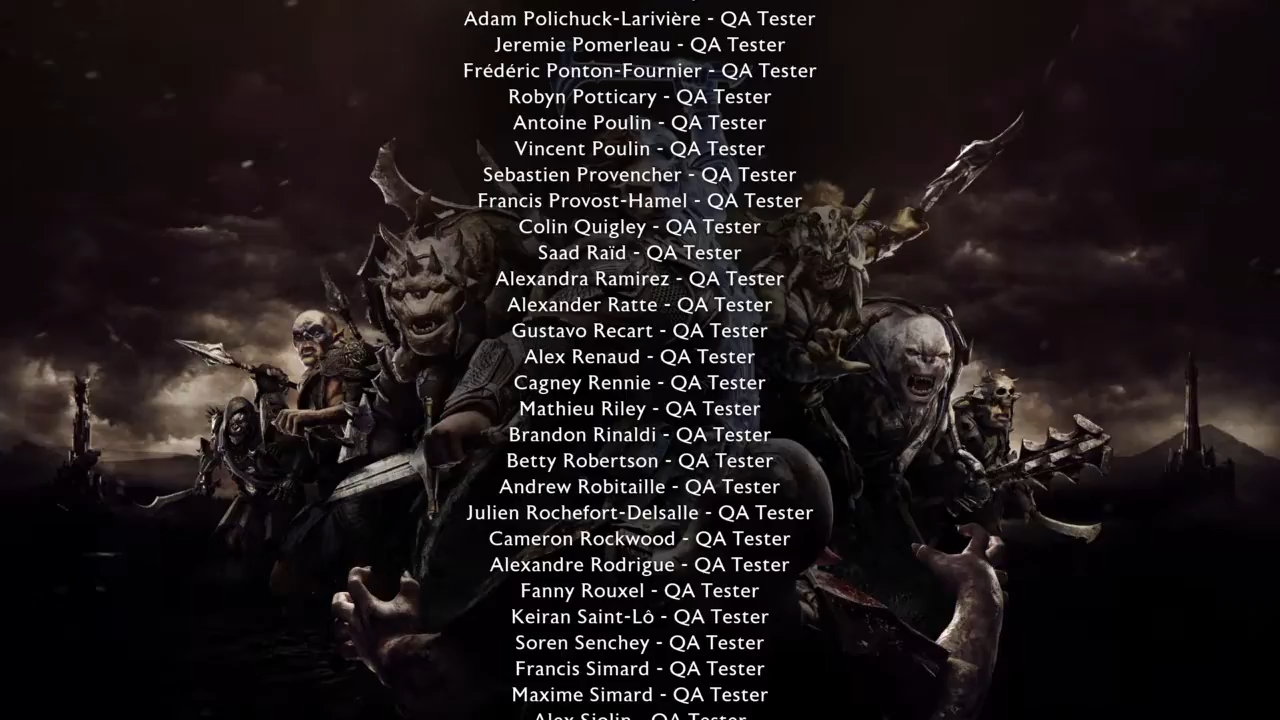 Adam Polichuck-Larivière - QA Tester
Jeremie Pomerleau - QA Tester
Frédéric Ponton-Fournier - QA Tester
Robyn Potticary - QA Tester
Antoine Poulin - QA Tester
Vincent Poulin - QA Tester
Sebastien Provencher - QA Tester
Francis Provost-Hamel - QA Tester
Colin Quigley - QA Tester
Saad Raïd - QA Tester
Alexandra Ramirez - QA Tester
Alexander Ratte - QA Tester
Gustavo Recart - QA Tester
Alex Renaud - QA Tester
Cagney Rennie - QA Tester
Mathieu Riley - QA Tester
Brandon Rinaldi - QA Tester
Betty Robertson - QA Tester
Andrew Robitaille - QA Tester
Julien Rochefort-Delsalle - QA Tester
Cameron Rockwood - QA Tester
Alexandre Rodrigue - QA Tester
Fanny Rouxel - QA Tester
Keiran Saint-Lô - QA Tester
Soren Senchey - QA Tester
Francis Simard - QA Tester
Maxime Simard - QA Tester
Alex Sjolin - QA Tester